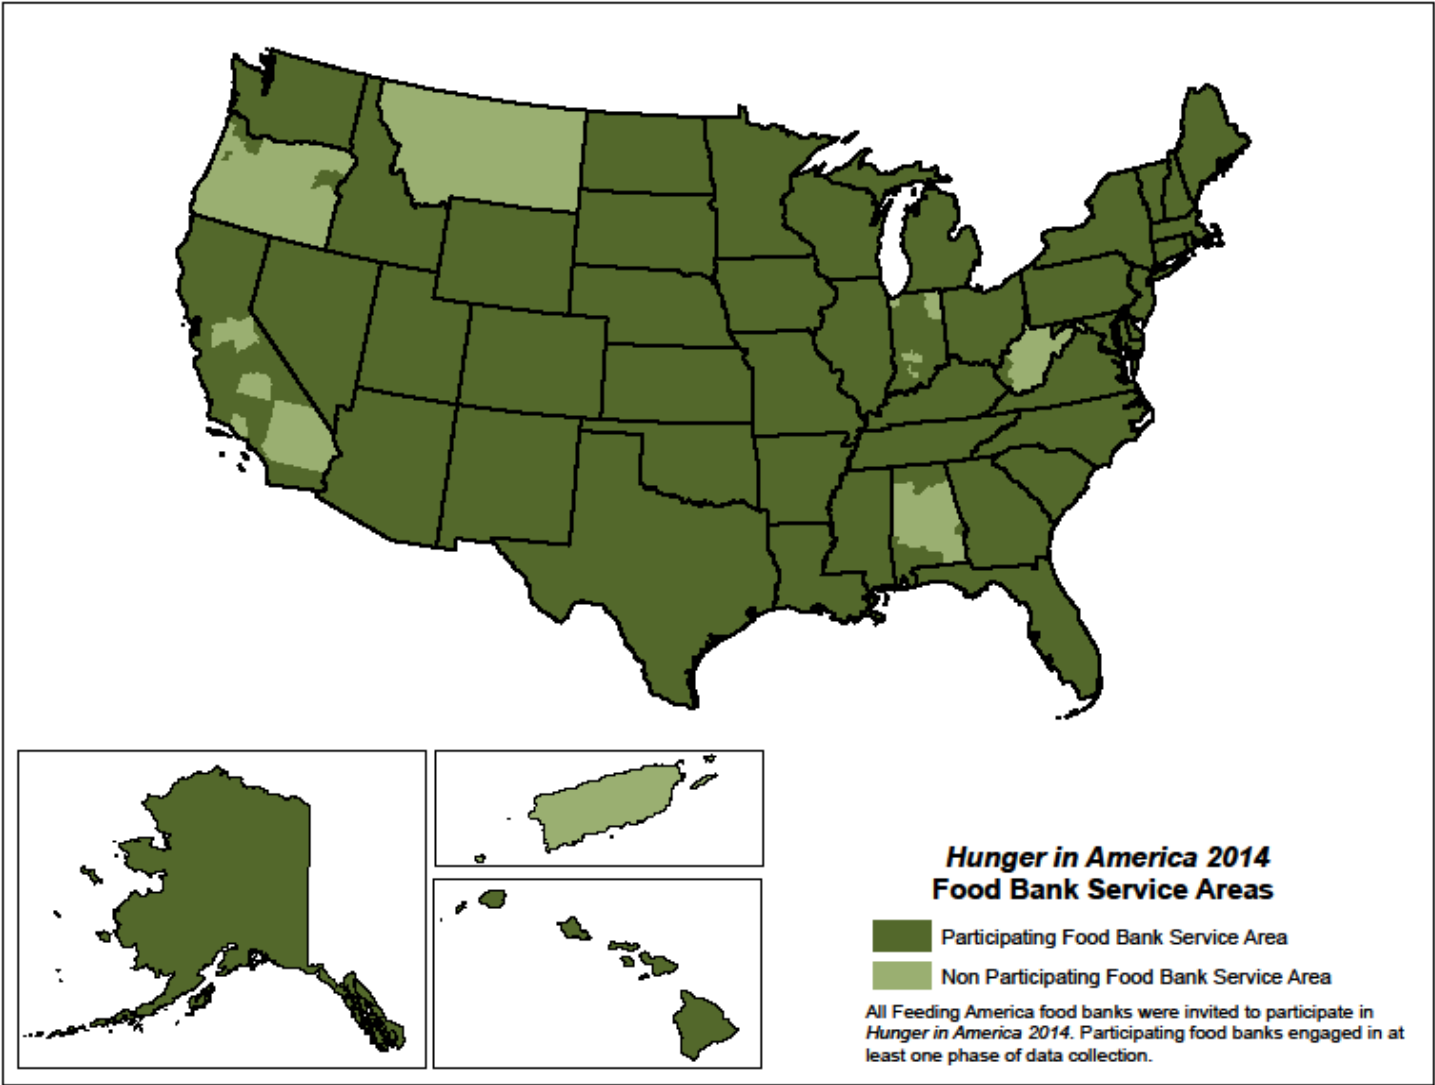 Hunger in America 2014
Food Bank Service Areas
Participating Food Bank Service Area
Non Participating Food Bank Service Area
All Feeding America food banks were invited to participate in
Hunger in America 2014. Participating food banks engaged in at
least one phase of data collection.